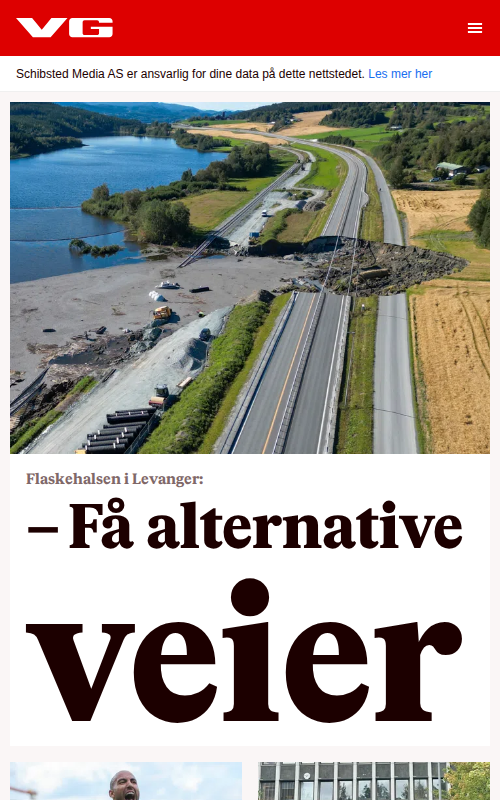 VG
Schibsted Media AS er ansvarlig for dine data på dette nettstedet. Les mer her
Flaskehalsen i Levanger:
– Få alternative
veier